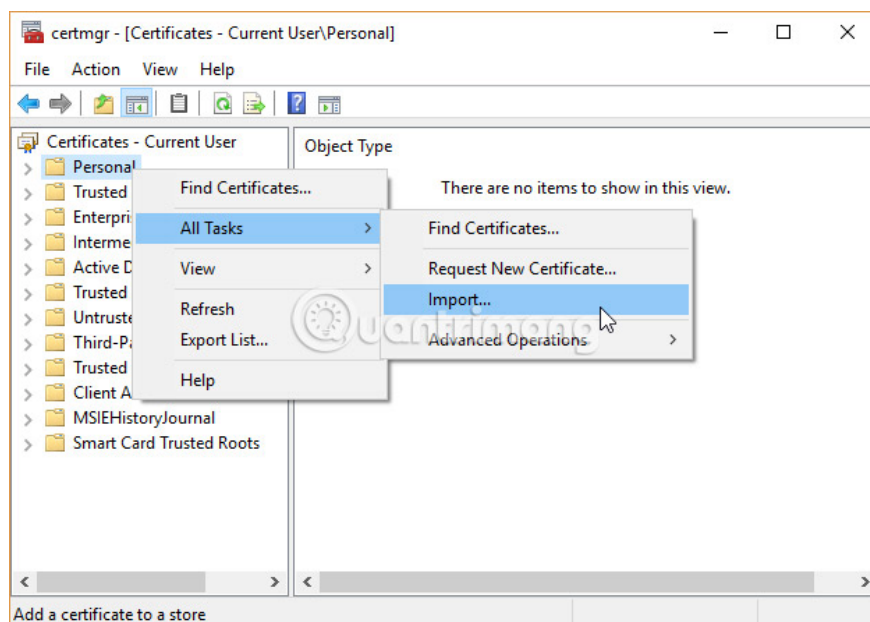 certmgr - [Certificates - Current User\Personal]
File Action View Help
Certificates - Current User
Personal
Trusted
Enterpri
Interme
Active D
Trusted
Untruste
Third-Pa
Trusted
Client A
MSIEHistoryJournal
Smart Card Trusted Roots
Object Type
There are no items to show in this view.
Find Certificates...
All Tasks
View
Refresh
Export List...
Help
Find Certificates...
Request New Certificate...
Import...
Advanced Operations
Quantrimang
Add a certificate to a store